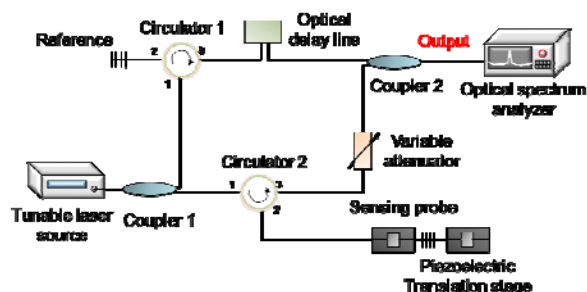 Circulator 1
Optical
delay line
Reference
2
3
1
Output
Coupler 2
Optical spectrum
analyzer
Variable
attenuator
Circulator 2
1
3
2
Tunable laser
source
Coupler 1
Sensing probe
Piezoelectric
Translation stage